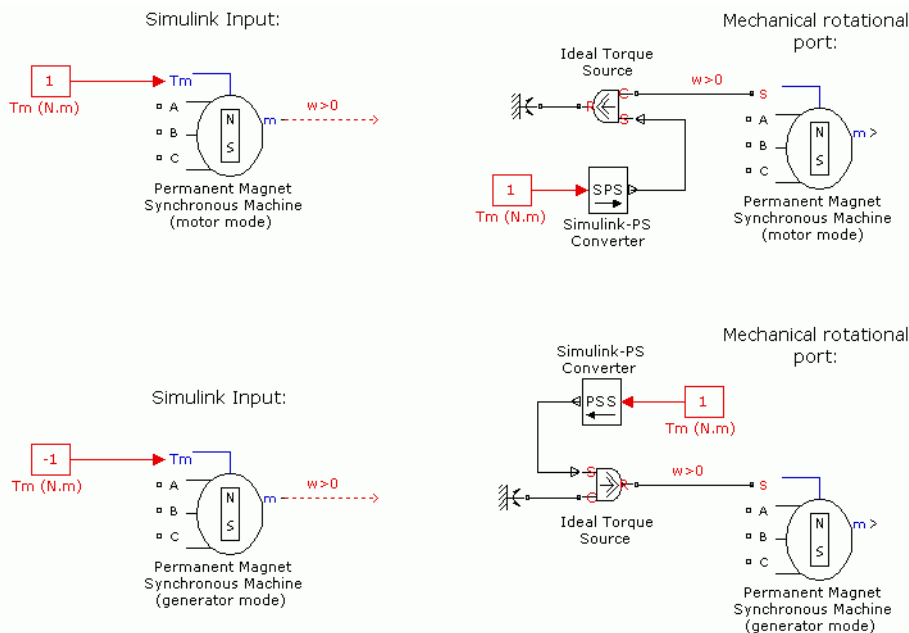 Simulink Input:
1
Tm (N.m)
Tm
A
B
C
N
S
m
w>0
Permanent Magnet
Synchronous Machine
(motor mode)
Mechanical rotational
port:
Ideal Torque
Source
R
C
S
w>0
1
Tm (N.m)
SPS
Simulink-PS
Converter
S
A
B
C
N
S
m >
Permanent Magnet
Synchronous Machine
(motor mode)
Simulink Input:
-1
Tm (N.m)
Tm
A
B
C
N
S
m
w>0
Permanent Magnet
Synchronous Machine
(generator mode)
Mechanical rotational
port:
Simulink-PS
Converter
PSS
1
Tm (N.m)
S
C
R
w>0
Ideal Torque
Source
S
A
B
C
N
S
m >
Permanent Magnet
Synchronous Machine
(generator mode)